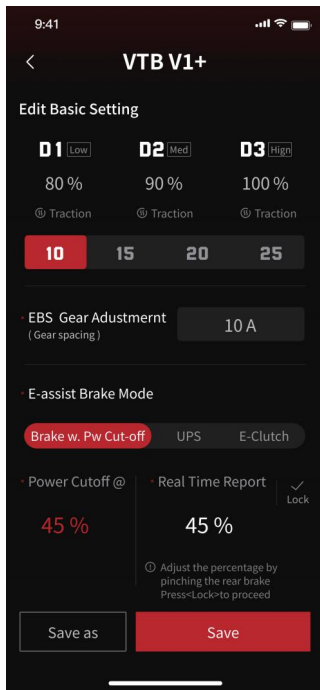 9:41
VTB V1+
Edit Basic Setting
D1 Low D2 Med D3 Hign
80 % 90 % 100 %
Traction Traction Traction
10 15 20 25
EBS Gear Adustmernt
( Gear spacing )
10 A
E-assist Brake Mode
Brake w. Pw Cut-off UPS E-Clutch
Power Cutoff @ Real Time Report
Lock
45 % 45 %
Adjust the percentage by
pinching the rear brake
Press<Lock>to proceed
Save as Save